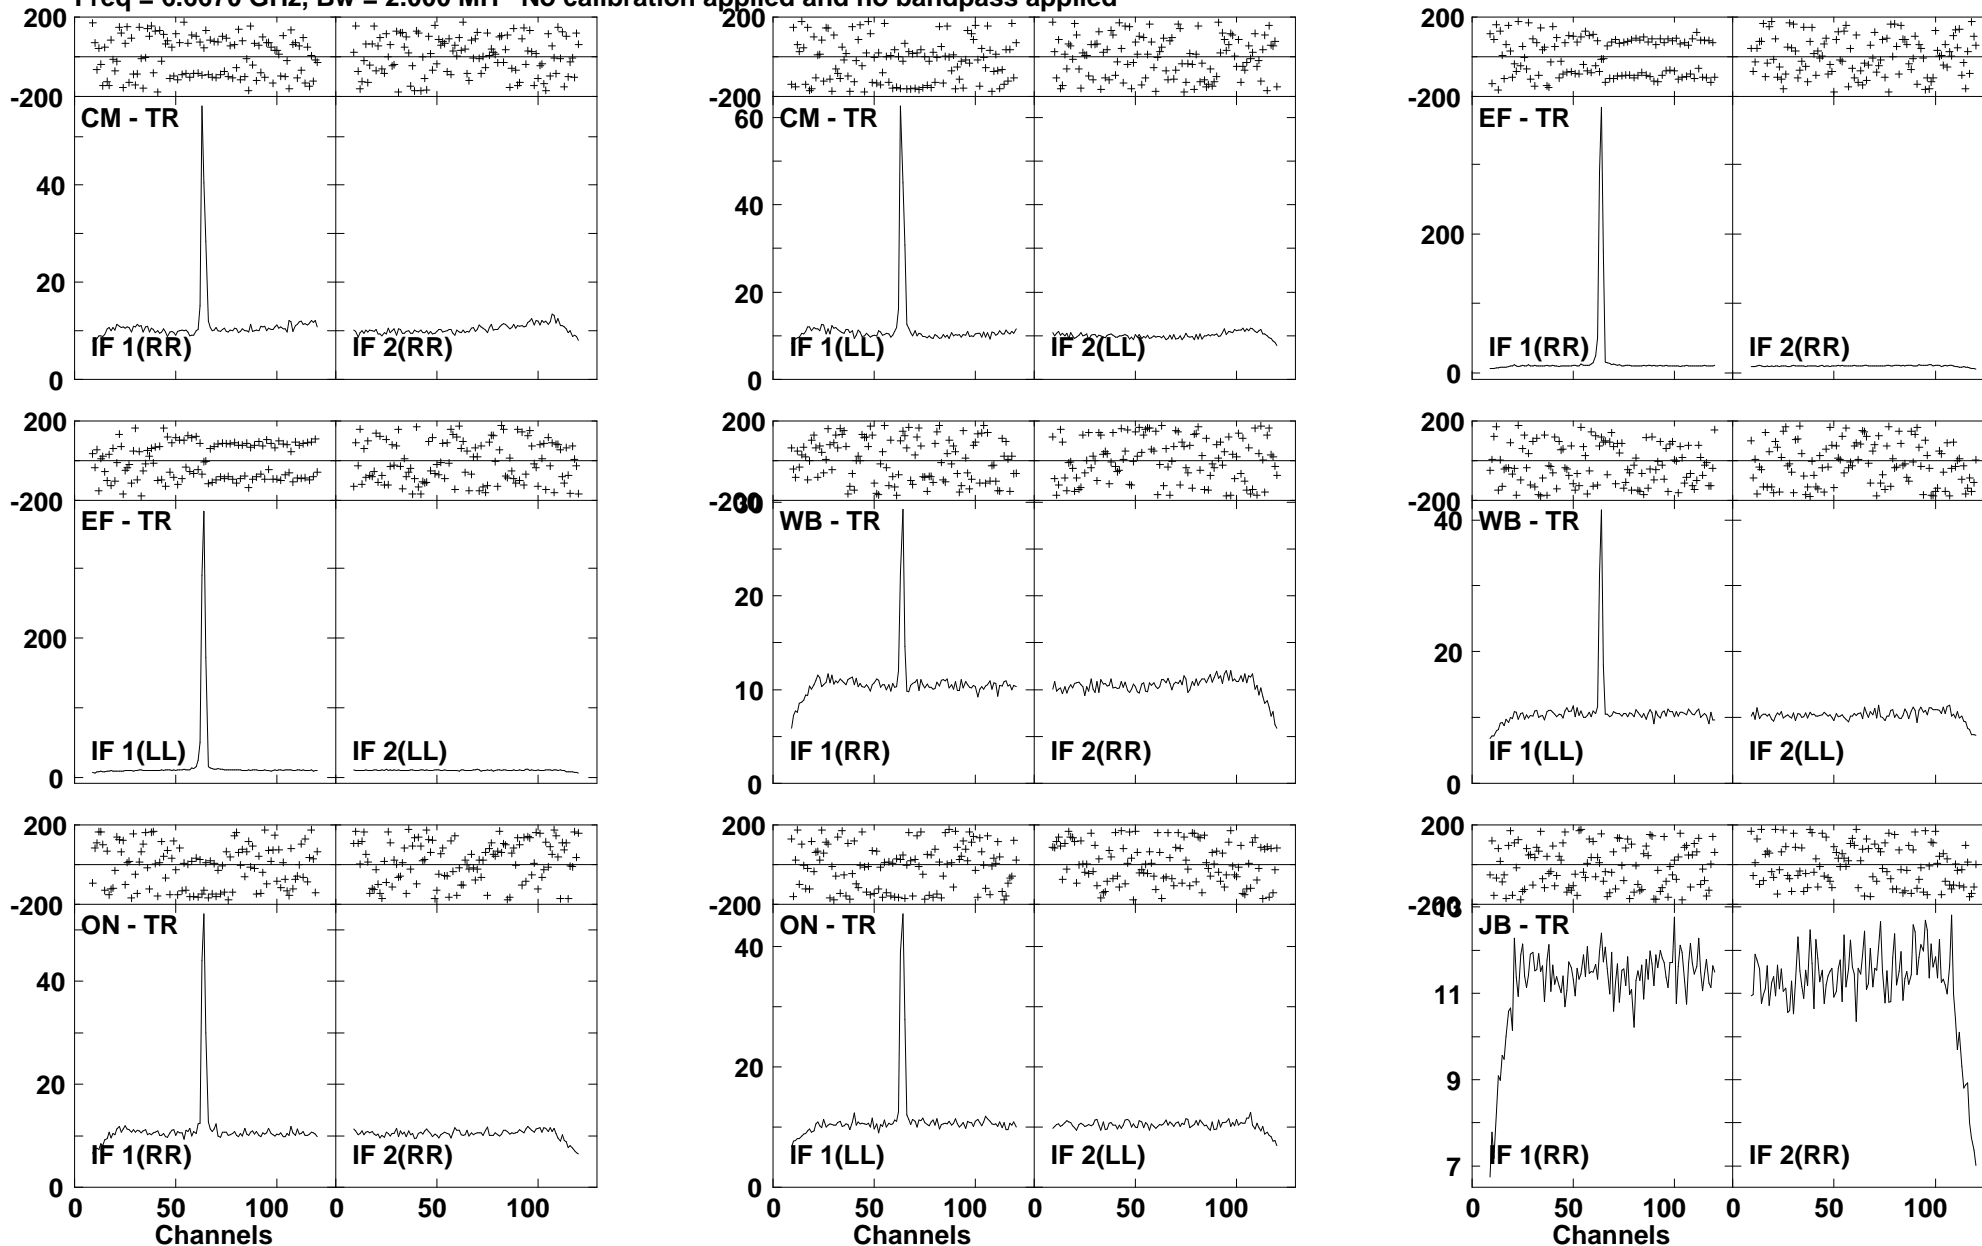 Freq = 6.6670 GHz, Bw = 2.000 MH No calibration applied and no bandpass applied
200 200 200
-200 -200 -200
CM - TR CM - TR EF - TR
60
40 40 200
20 20
IF 1(RR) IF 2(RR) IF 1(LL) IF 2(LL) IF 1(RR) IF 2(RR)
0 0 0
200 200 200
-200 -200 -200
30 40
EF - TR WB - TR WB - TR
200 20 20
10
IF 1(LL) IF 2(LL) IF 1(RR) IF 2(RR) IF 1(LL) IF 2(LL)
0 0 0
200 200 200
-200 -200 -200
13
ON - TR ON - TR JB - TR
40 40 11
20 20 9
IF 1(RR) IF 2(RR) IF 1(LL) IF 2(LL) IF 1(RR) IF 2(RR)
0 0 7
0 50 100 0 50 100 0 50 100 0 50 100 0 50 100 0 50 100
Channels Channels Channels